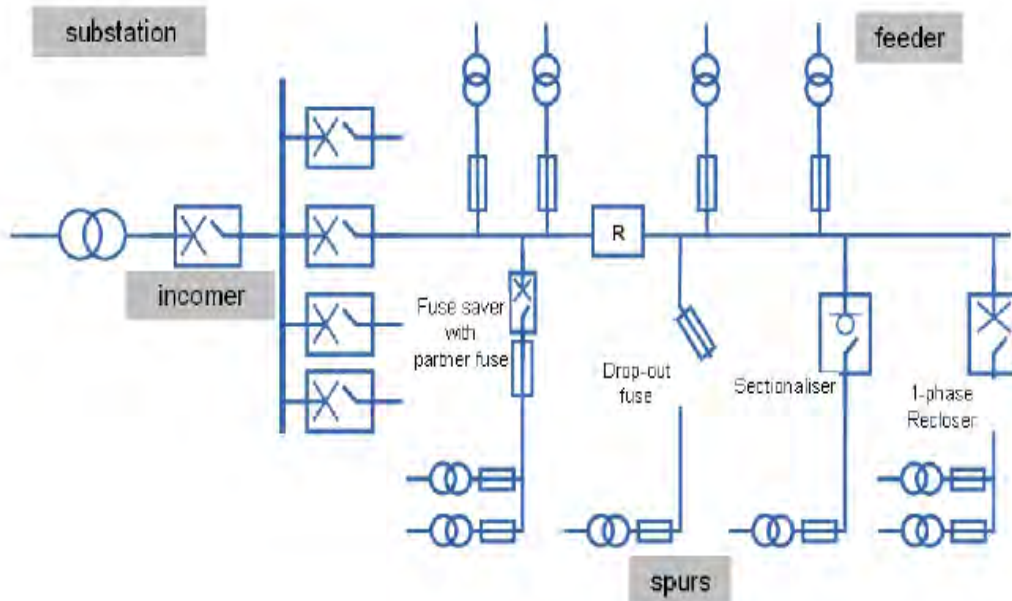 substation
feeder
R
incomer
Fuse saver
with
partner fuse
Drop-out
fuse
Sectionaliser
1-phase
Recloser
spurs